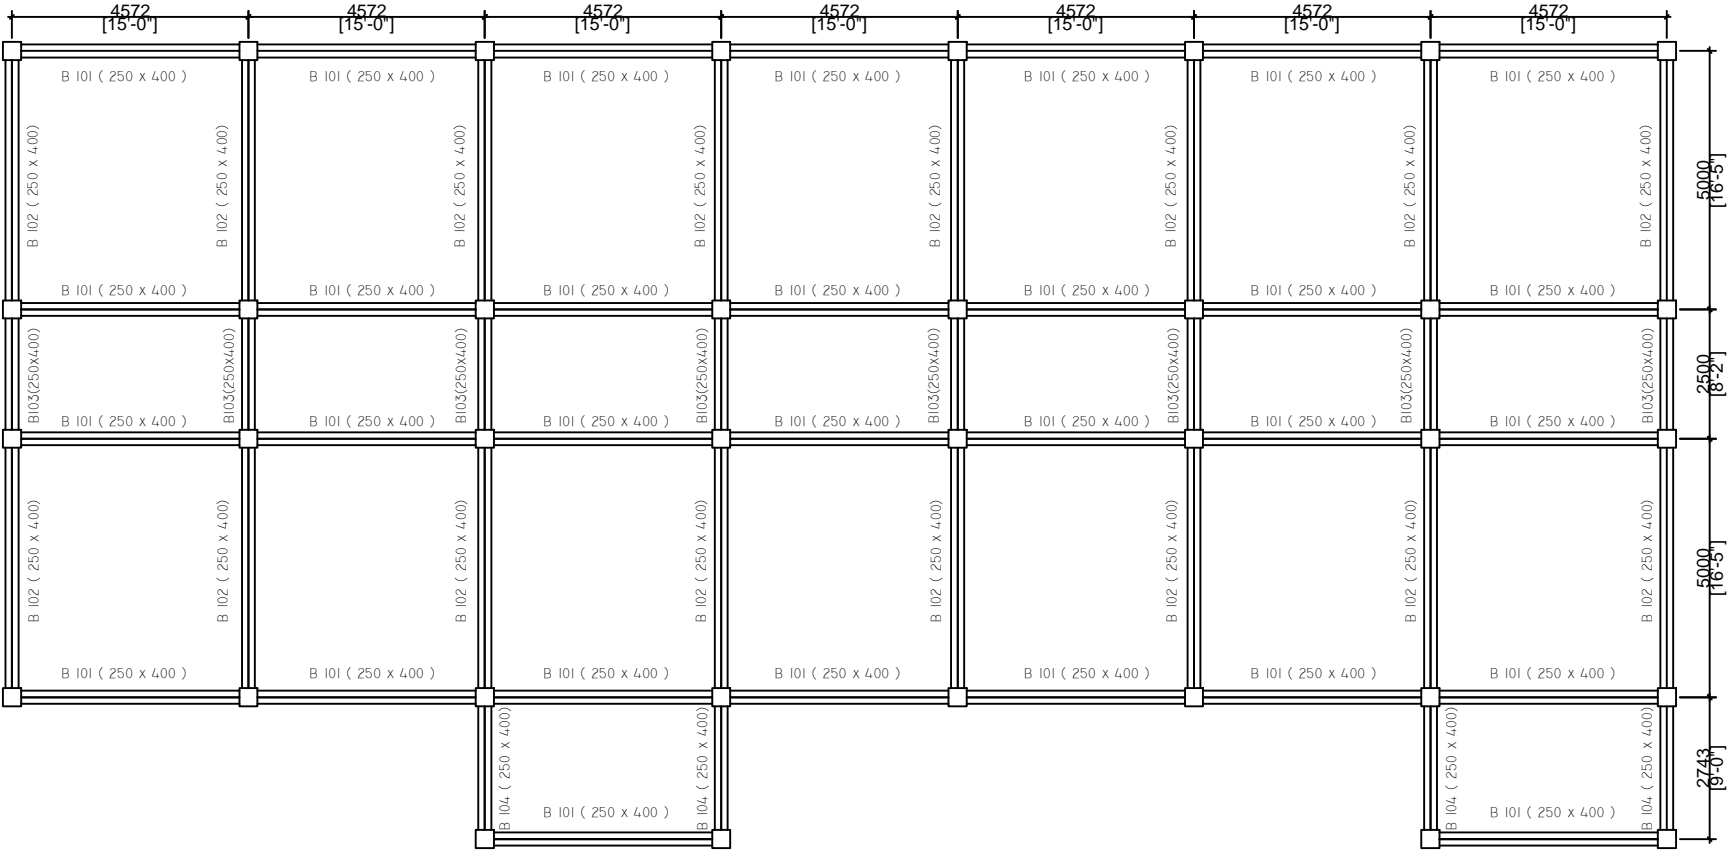 4572 4572 4572 4572 4572 4572 4572
[15'-0"] [15'-0"] [15'-0"] [15'-0"] [15'-0"] [15'-0"] [15'-0"]
B 101 ( 250 x 400 ) B 101 ( 250 x 400 ) B 101 ( 250 x 400 ) B 101 ( 250 x 400 ) B 101 ( 250 x 400 ) B 101 ( 250 x 400 ) B 101 ( 250 x 400 )
B 102 ( 250 x 400) B 102 ( 250 x 400) B 102 ( 250 x 400) B 102 ( 250 x 400) B 102 ( 250 x 400) B 102 ( 250 x 400) B 102 ( 250 x 400) B 102 ( 250 x 400)
5000
[16'-5"]
B 101 ( 250 x 400 ) B 101 ( 250 x 400 ) B 101 ( 250 x 400 ) B 101 ( 250 x 400 ) B 101 ( 250 x 400 ) B 101 ( 250 x 400 ) B 101 ( 250 x 400 )
B103(250x400) B103(250x400) B103(250x400) B103(250x400) B103(250x400) B103(250x400) B103(250x400) B103(250x400)
2500
[8'-2"]
B 101 ( 250 x 400 ) B 101 ( 250 x 400 ) B 101 ( 250 x 400 ) B 101 ( 250 x 400 ) B 101 ( 250 x 400 ) B 101 ( 250 x 400 ) B 101 ( 250 x 400 )
B 102 ( 250 x 400) B 102 ( 250 x 400) B 102 ( 250 x 400) B 102 ( 250 x 400) B 102 ( 250 x 400) B 102 ( 250 x 400) B 102 ( 250 x 400) B 102 ( 250 x 400)
5000
[16'-5"]
B 101 ( 250 x 400 ) B 101 ( 250 x 400 ) B 101 ( 250 x 400 ) B 101 ( 250 x 400 ) B 101 ( 250 x 400 ) B 101 ( 250 x 400 ) B 101 ( 250 x 400 )
B 104 ( 250 x 400) B 104 ( 250 x 400) B 104 ( 250 x 400) B 104 ( 250 x 400)
2743
[9'-0"]
B 101 ( 250 x 400 ) B 101 ( 250 x 400 )